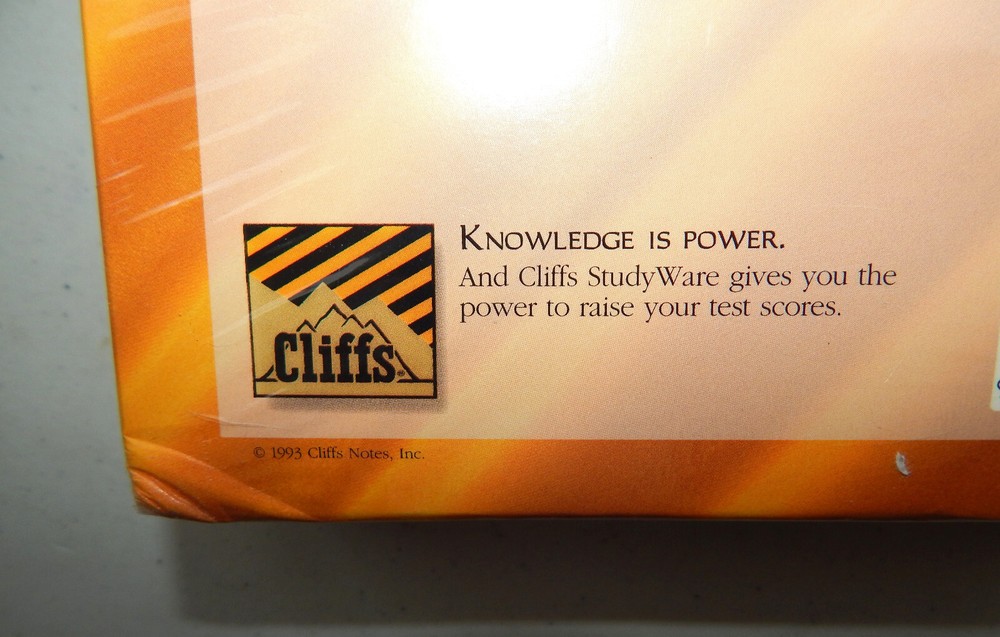 KNOWLEDGE IS POWER.
And Cliffs StudyWare gives you the
power to raise your test scores.
Cliffs®
© 1993 Cliffs Notes, Inc.